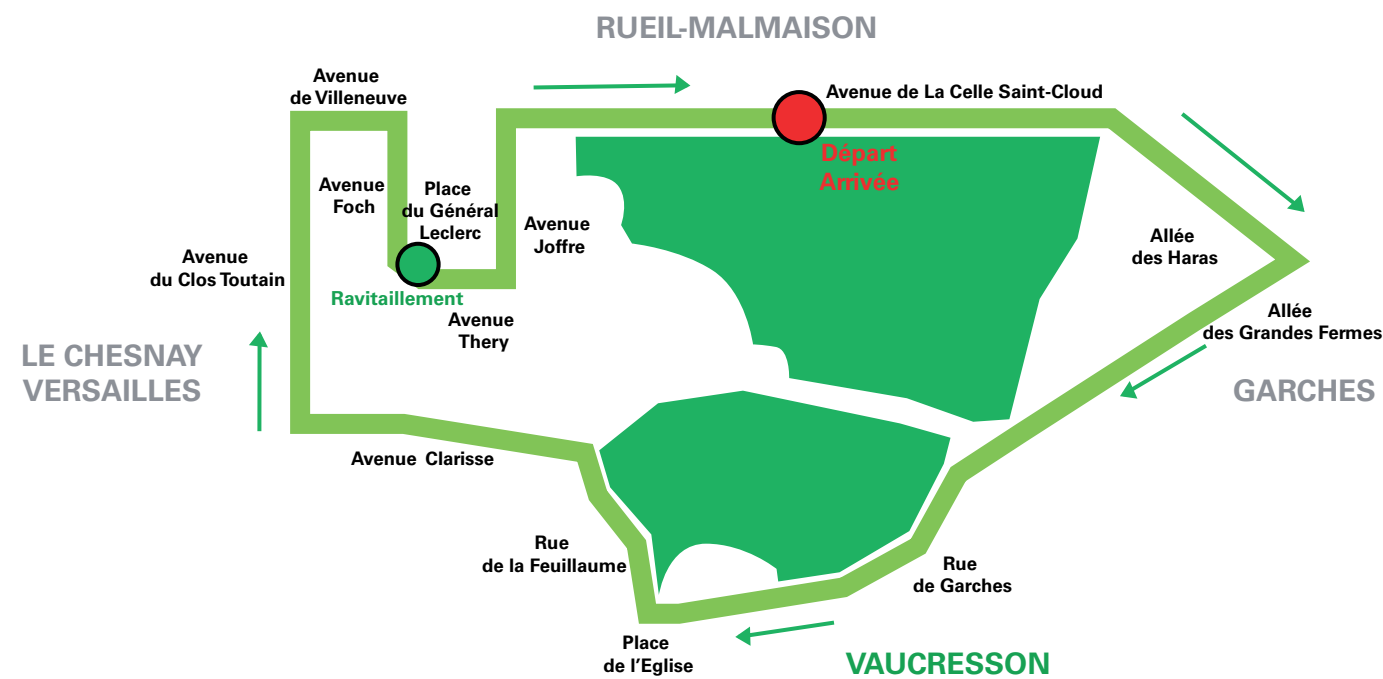 RUEIL-MALMAISON
Avenue
de Villeneuve
Avenue de La Celle Saint-Cloud
Départ
Arrivée
Avenue
Foch
Place
du Général
Leclerc
Avenue
Joffre
Allée
des Haras
Avenue
du Clos Toutain
Ravitaillement
Avenue
Thery
Allée
des Grandes Fermes
LE CHESNAY
VERSAILLES
GARCHES
Avenue Clarisse
Rue
de la Feuillaume
Rue
de Garches
Place
de l'Eglise
VAUCRESSON